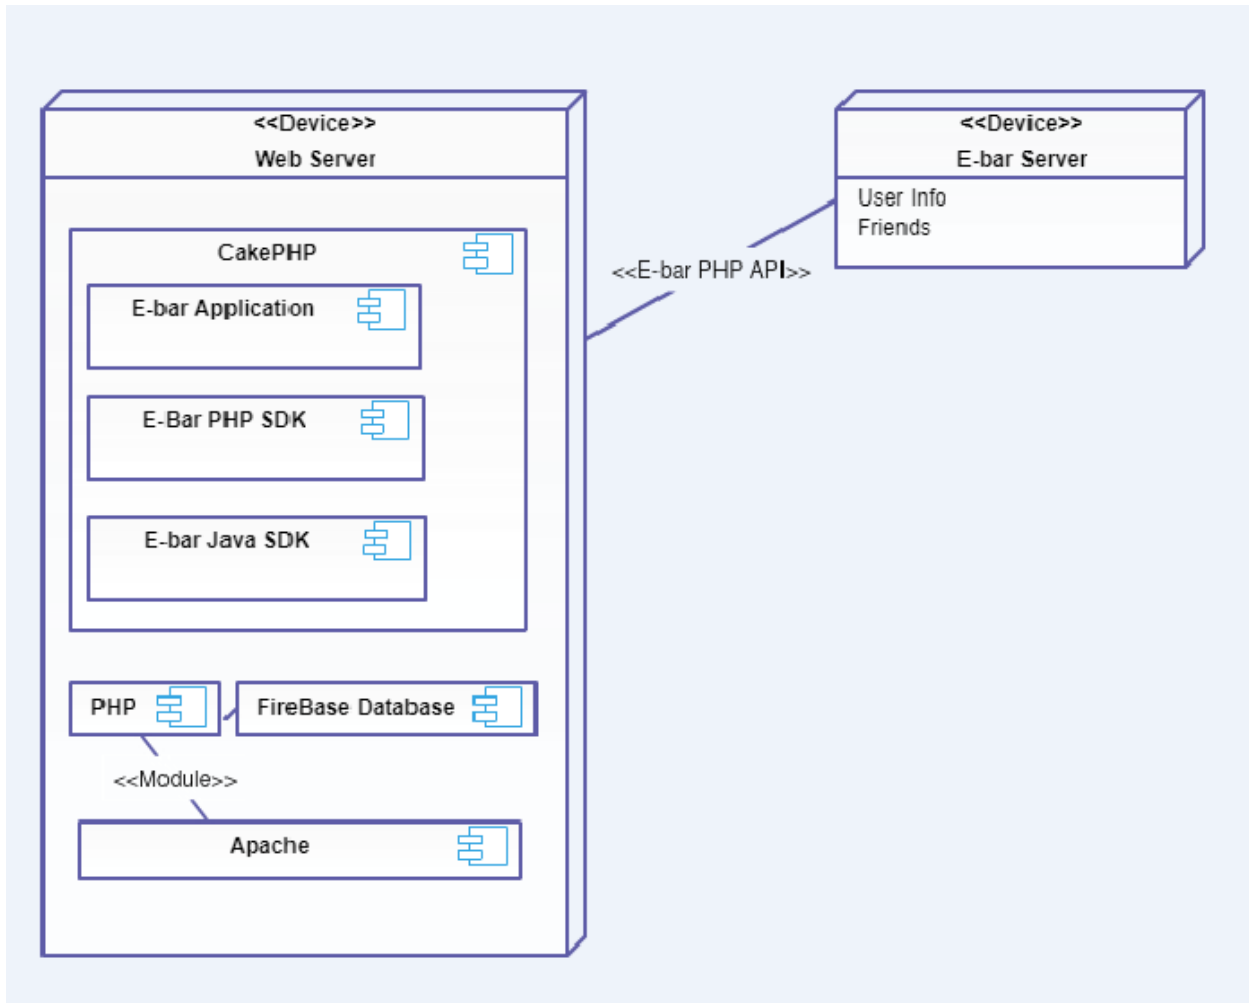 <<Device>>
Web Server
CakePHP
E-bar Application
E-Bar PHP SDK
E-bar Java SDK
PHP
FireBase Database
<<Module>>
Apache
<<E-bar PHP API>>
<<Device>>
E-bar Server
User Info
Friends